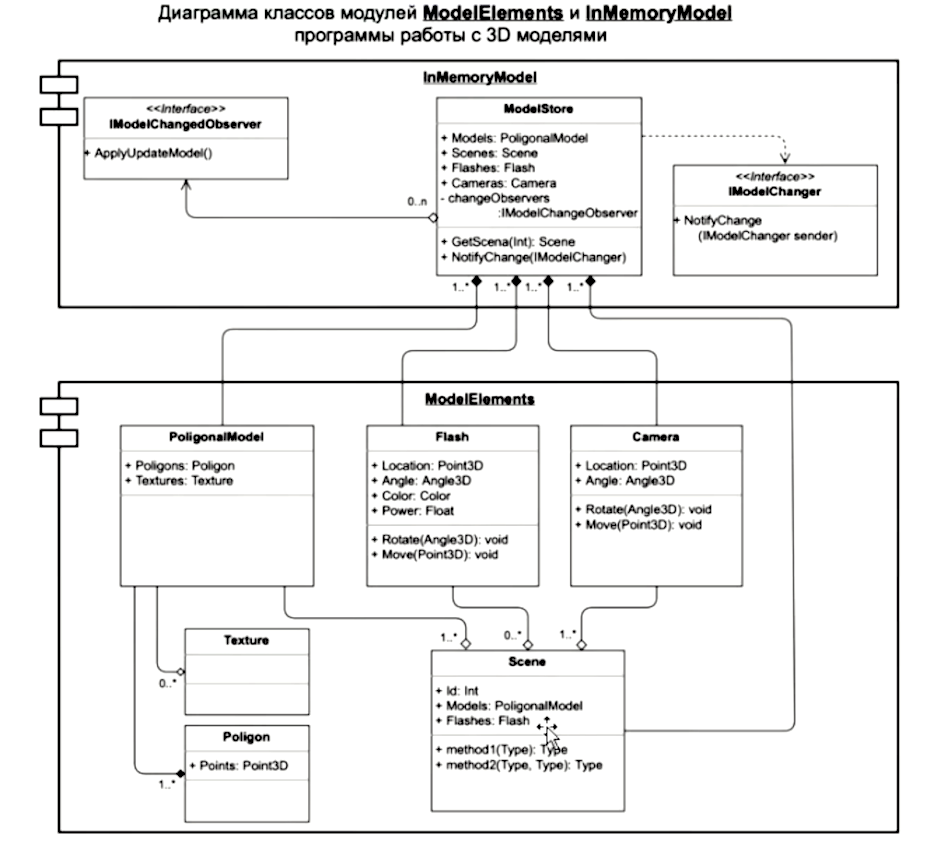 Диаграмма классов модулей ModelElements и InMemoryModel
программы работы с 3D моделями
InMemoryModel
<<Interface>>
IModelChangedObserver
+ ApplyUpdateModel()
ModelStore
+ Models: PoligonalModel
+ Scenes: Scene
+ Flashes: Flash
+ Cameras: Camera
- changeObservers
:IModelChangeObserver
+ GetScena(Int): Scene
+ NotifyChange(IModelChanger)
<<Interface>>
IModelChanger
+ NotifyChange
(IModelChanger sender)
0..n
1..*
1..*
1..*
1..*
ModelElements
PoligonalModel
+ Poligons: Poligon
+ Textures: Texture
Flash
+ Location: Point3D
+ Angle: Angle3D
+ Color: Color
+ Power: Float
+ Rotate(Angle3D): void
+ Move(Point3D): void
Camera
+ Location: Point3D
+ Angle: Angle3D
+ Rotate(Angle3D): void
+ Move(Point3D): void
1..*
0..*
1..*
Texture
0..*
Poligon
+ Points: Point3D
1..*
Scene
+ Id: Int
+ Models: PoligonalModel
+ Flashes: Flash
+ method1(Type): Type
+ method2(Type, Type): Type